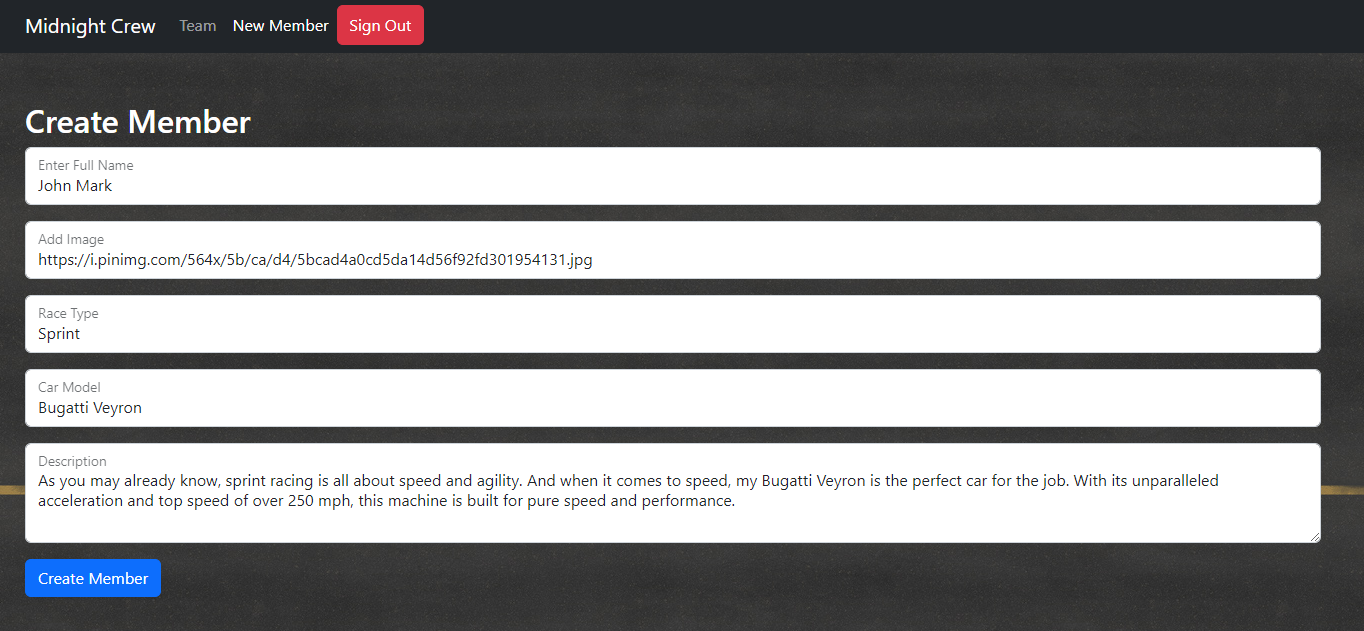 Midnight Crew Team New Member Sign Out
Create Member
Enter Full Name
John Mark
Add Image
https://i.pinimg.com/564x/5b/ca/d4/5bcad4a0cd5da14d56f92fd301954131.jpg
Race Type
Sprint
Car Model
Bugatti Veyron
Description
As you may already know, sprint racing is all about speed and agility. And when it comes to speed, my Bugatti Veyron is the perfect car for the job. With its unparalleled
acceleration and top speed of over 250 mph, this machine is built for pure speed and performance.
Create Member